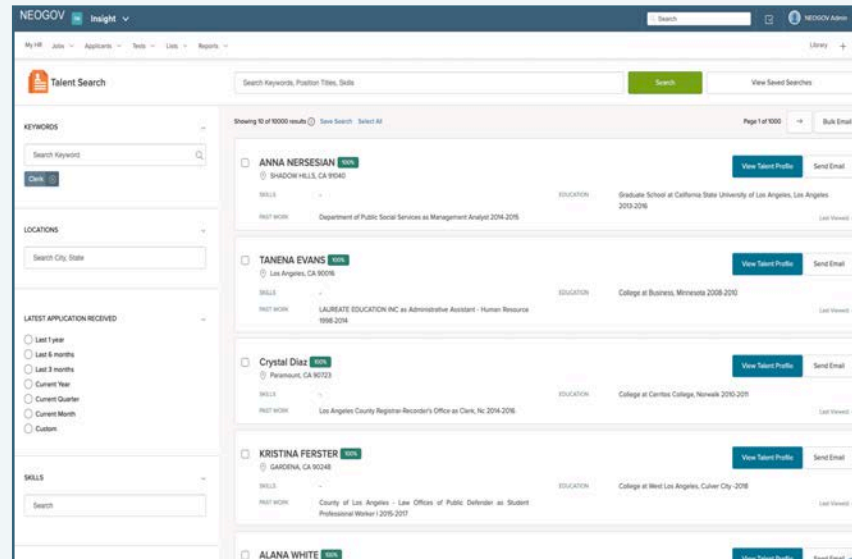 NEOGOV Insight Search NEOGOV Admin
My HR Jobs Applicants Tests Lists Reports Library +
Talent Search Search Keywords, Position Titles, Skills Search View Saved Searches
KEYWORDS
Search Keyword
Clerk
LOCATIONS
Search City, State
LATEST APPLICATION RECEIVED
Last 1 year
Last 6 months
Last 3 months
Current Year
Current Quarter
Current Month
Custom
SKILLS
Search
Showing 10 of 10000 results Save Search Select All Page 1 of 1000 → Bulk Email
ANNA NERSESIAN 100% View Talent Profile Send Email
SHADOW HILLS, CA 91040
SKILLS - EDUCATION Graduate School at California State University of Los Angeles, Los Angeles
2013-2016
PAST WORK Department of Public Social Services as Management Analyst 2014-2015 Last Viewed:
TANENA EVANS 100% View Talent Profile Send Email
Los Angeles, CA 90016
SKILLS - EDUCATION College at Business, Minnesota 2008-2010
PAST WORK LAUREATE EDUCATION INC as Administrative Assistant - Human Resource Last Viewed:
1998-2014
Crystal Diaz 100% View Talent Profile Send Email
Paramount, CA 90723
SKILLS - EDUCATION College at Cerritos College, Norwalk 2010-2011
PAST WORK Los Angeles County Registrar-Recorder's Office as Clerk, Nc 2014-2016 Last Viewed:
KRISTINA FERSTER 100% View Talent Profile Send Email
GARDENA, CA 90248
SKILLS - EDUCATION College at West Los Angeles, Culver City -2018
PAST WORK County of Los Angeles - Law Offices of Public Defender as Student Last Viewed:
Professional Worker I 2015-2017
ALANA WHITE 100% View Talent Profile Send Email